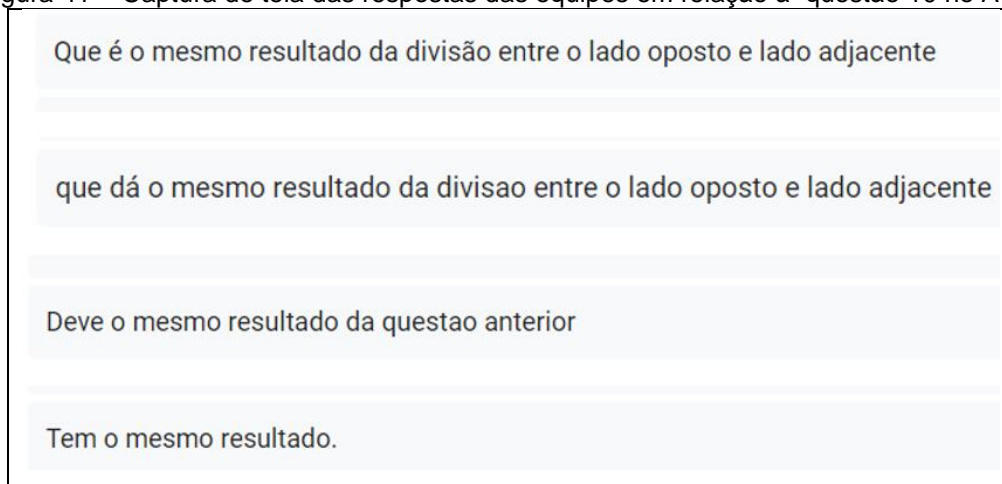 Que é o mesmo resultado da divisão entre o lado oposto e lado adjacente
que dá o mesmo resultado da divisao entre o lado oposto e lado adjacente
Deve o mesmo resultado da questao anterior
Tem o mesmo resultado.